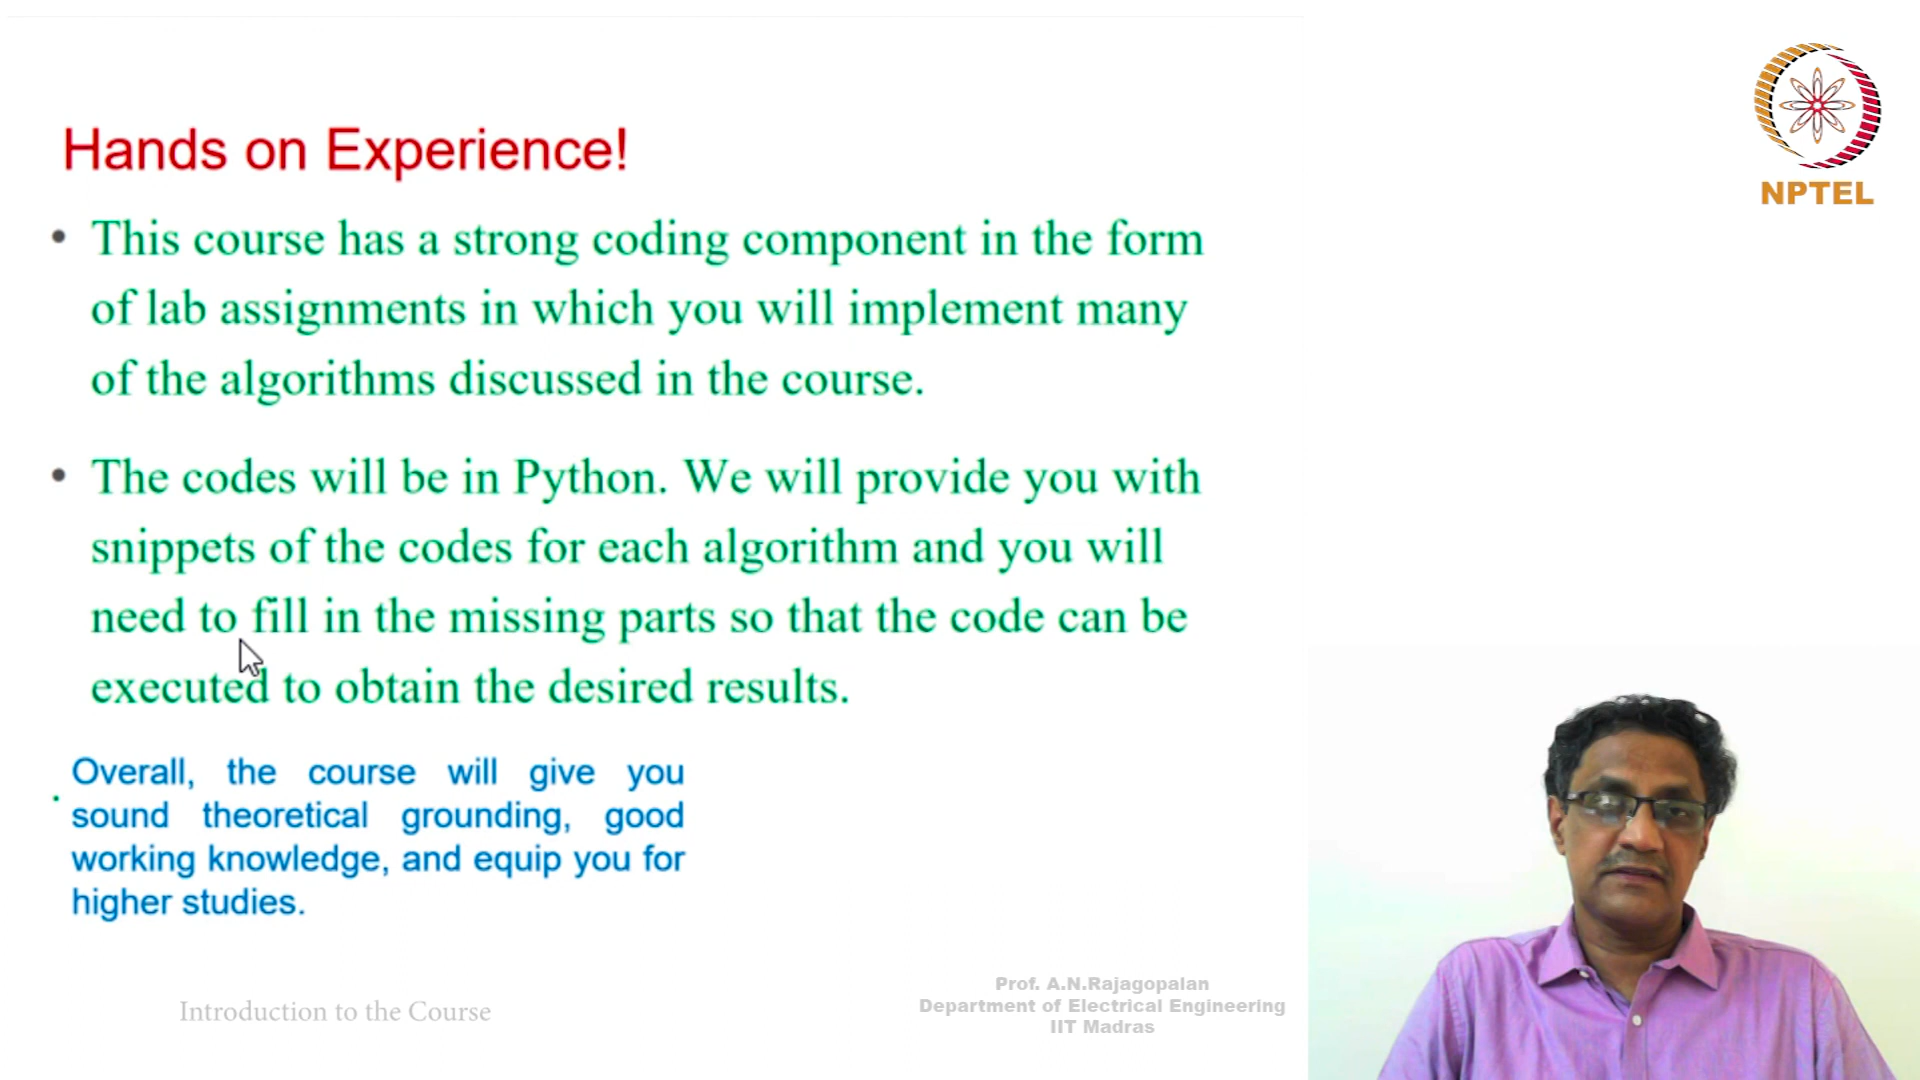 Hands on Experience!
• This course has a strong coding component in the form
of lab assignments in which you will implement many
of the algorithms discussed in the course.
• The codes will be in Python. We will provide you with
snippets of the codes for each algorithm and you will
need to fill in the missing parts so that the code can be
executed to obtain the desired results.
Overall, the course will give you
sound theoretical grounding, good
working knowledge, and equip you for
higher studies.
Introduction to the Course
Prof. A.N.Rajagopalan
Department of Electrical Engineering
IIT Madras
NPTEL